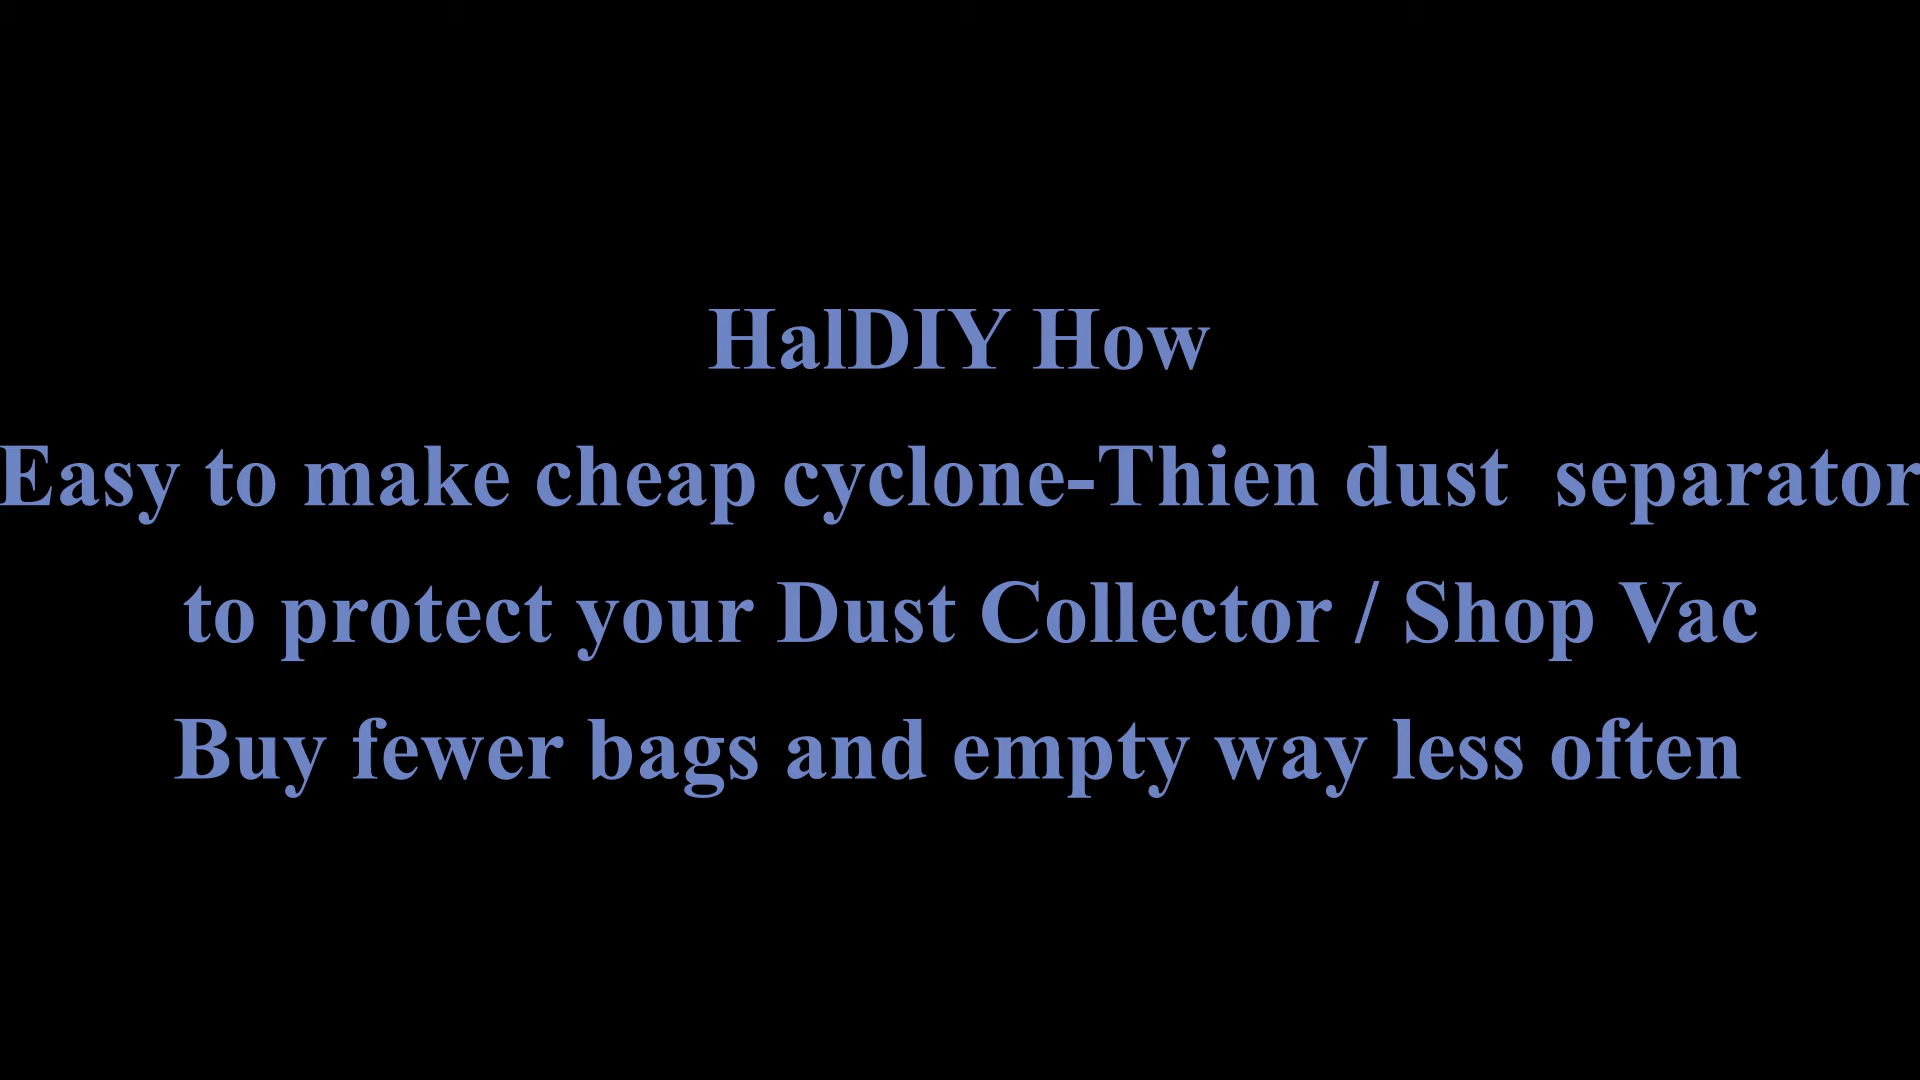 HalDIY How
Easy to make cheap cyclone-Thien dust  separator
to protect your Dust Collector / Shop Vac
Buy fewer bags and empty way less often